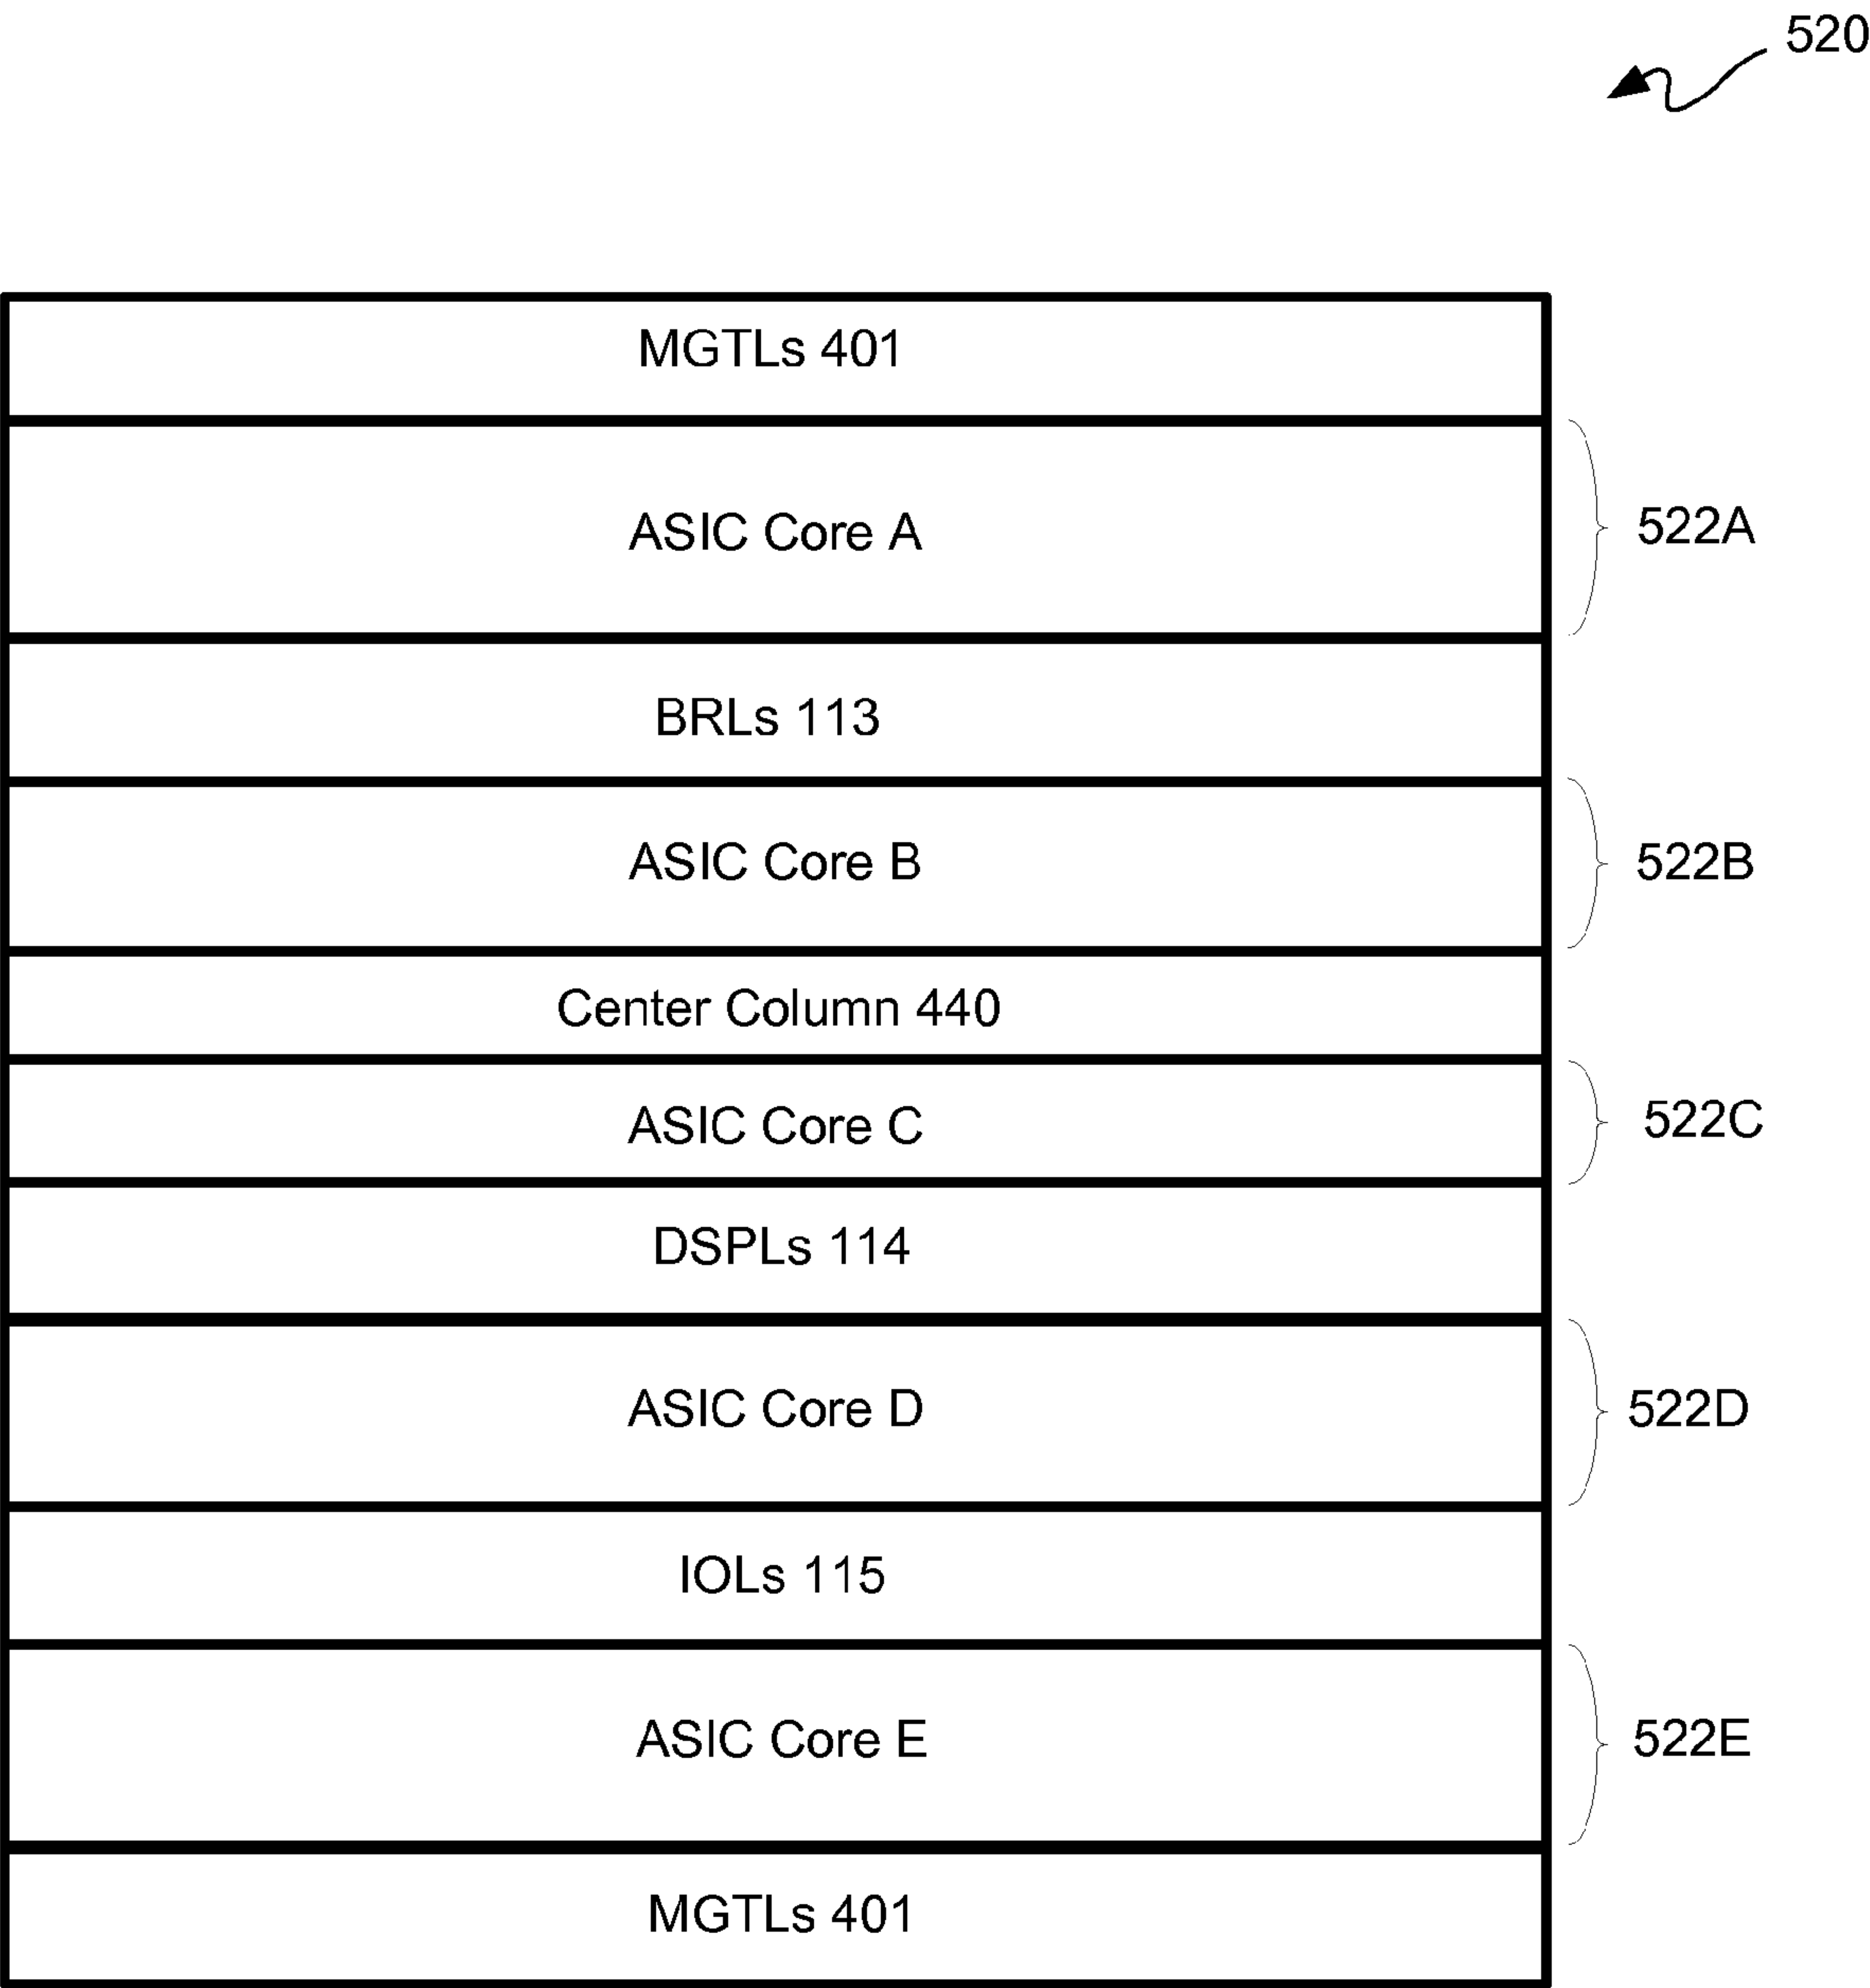 520
MGTLs 401
ASIC Core A
522A
BRLs 113
ASIC Core B
522B
Center Column 440
ASIC Core C
522C
DSPLs 114
ASIC Core D
522D
IOLs 115
ASIC Core E
522E
MGTLs 401